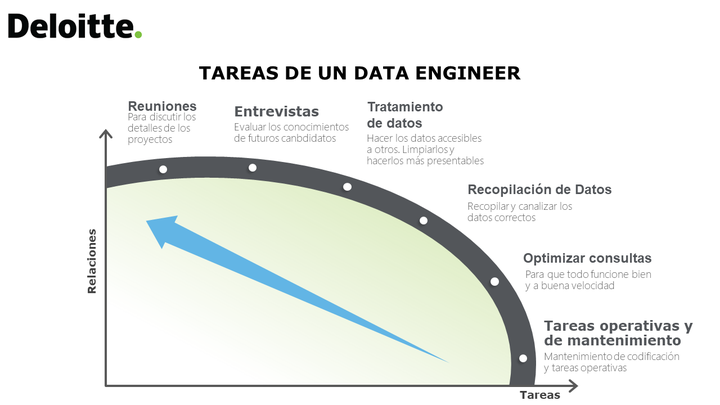 Deloitte.
TAREAS DE UN DATA ENGINEER
Reuniones
Para discutir los
detalles de los
proyectos
Entrevistas
Evaluar los conocimientos
de futuros canbdidatos
Tratamiento
de datos
Hacer los datos accesibles
a otros. Limpiarlos y
hacerlos más presentables
Recopilación de Datos
Recopilar y canalizar los
datos correctos
Optimizar consultas
Para que todo funcione bien
y a buena velocidad
Tareas operativas y
de mantenimiento
Mantenimiento de codificación
y tareas operativas
Relaciones
Tareas